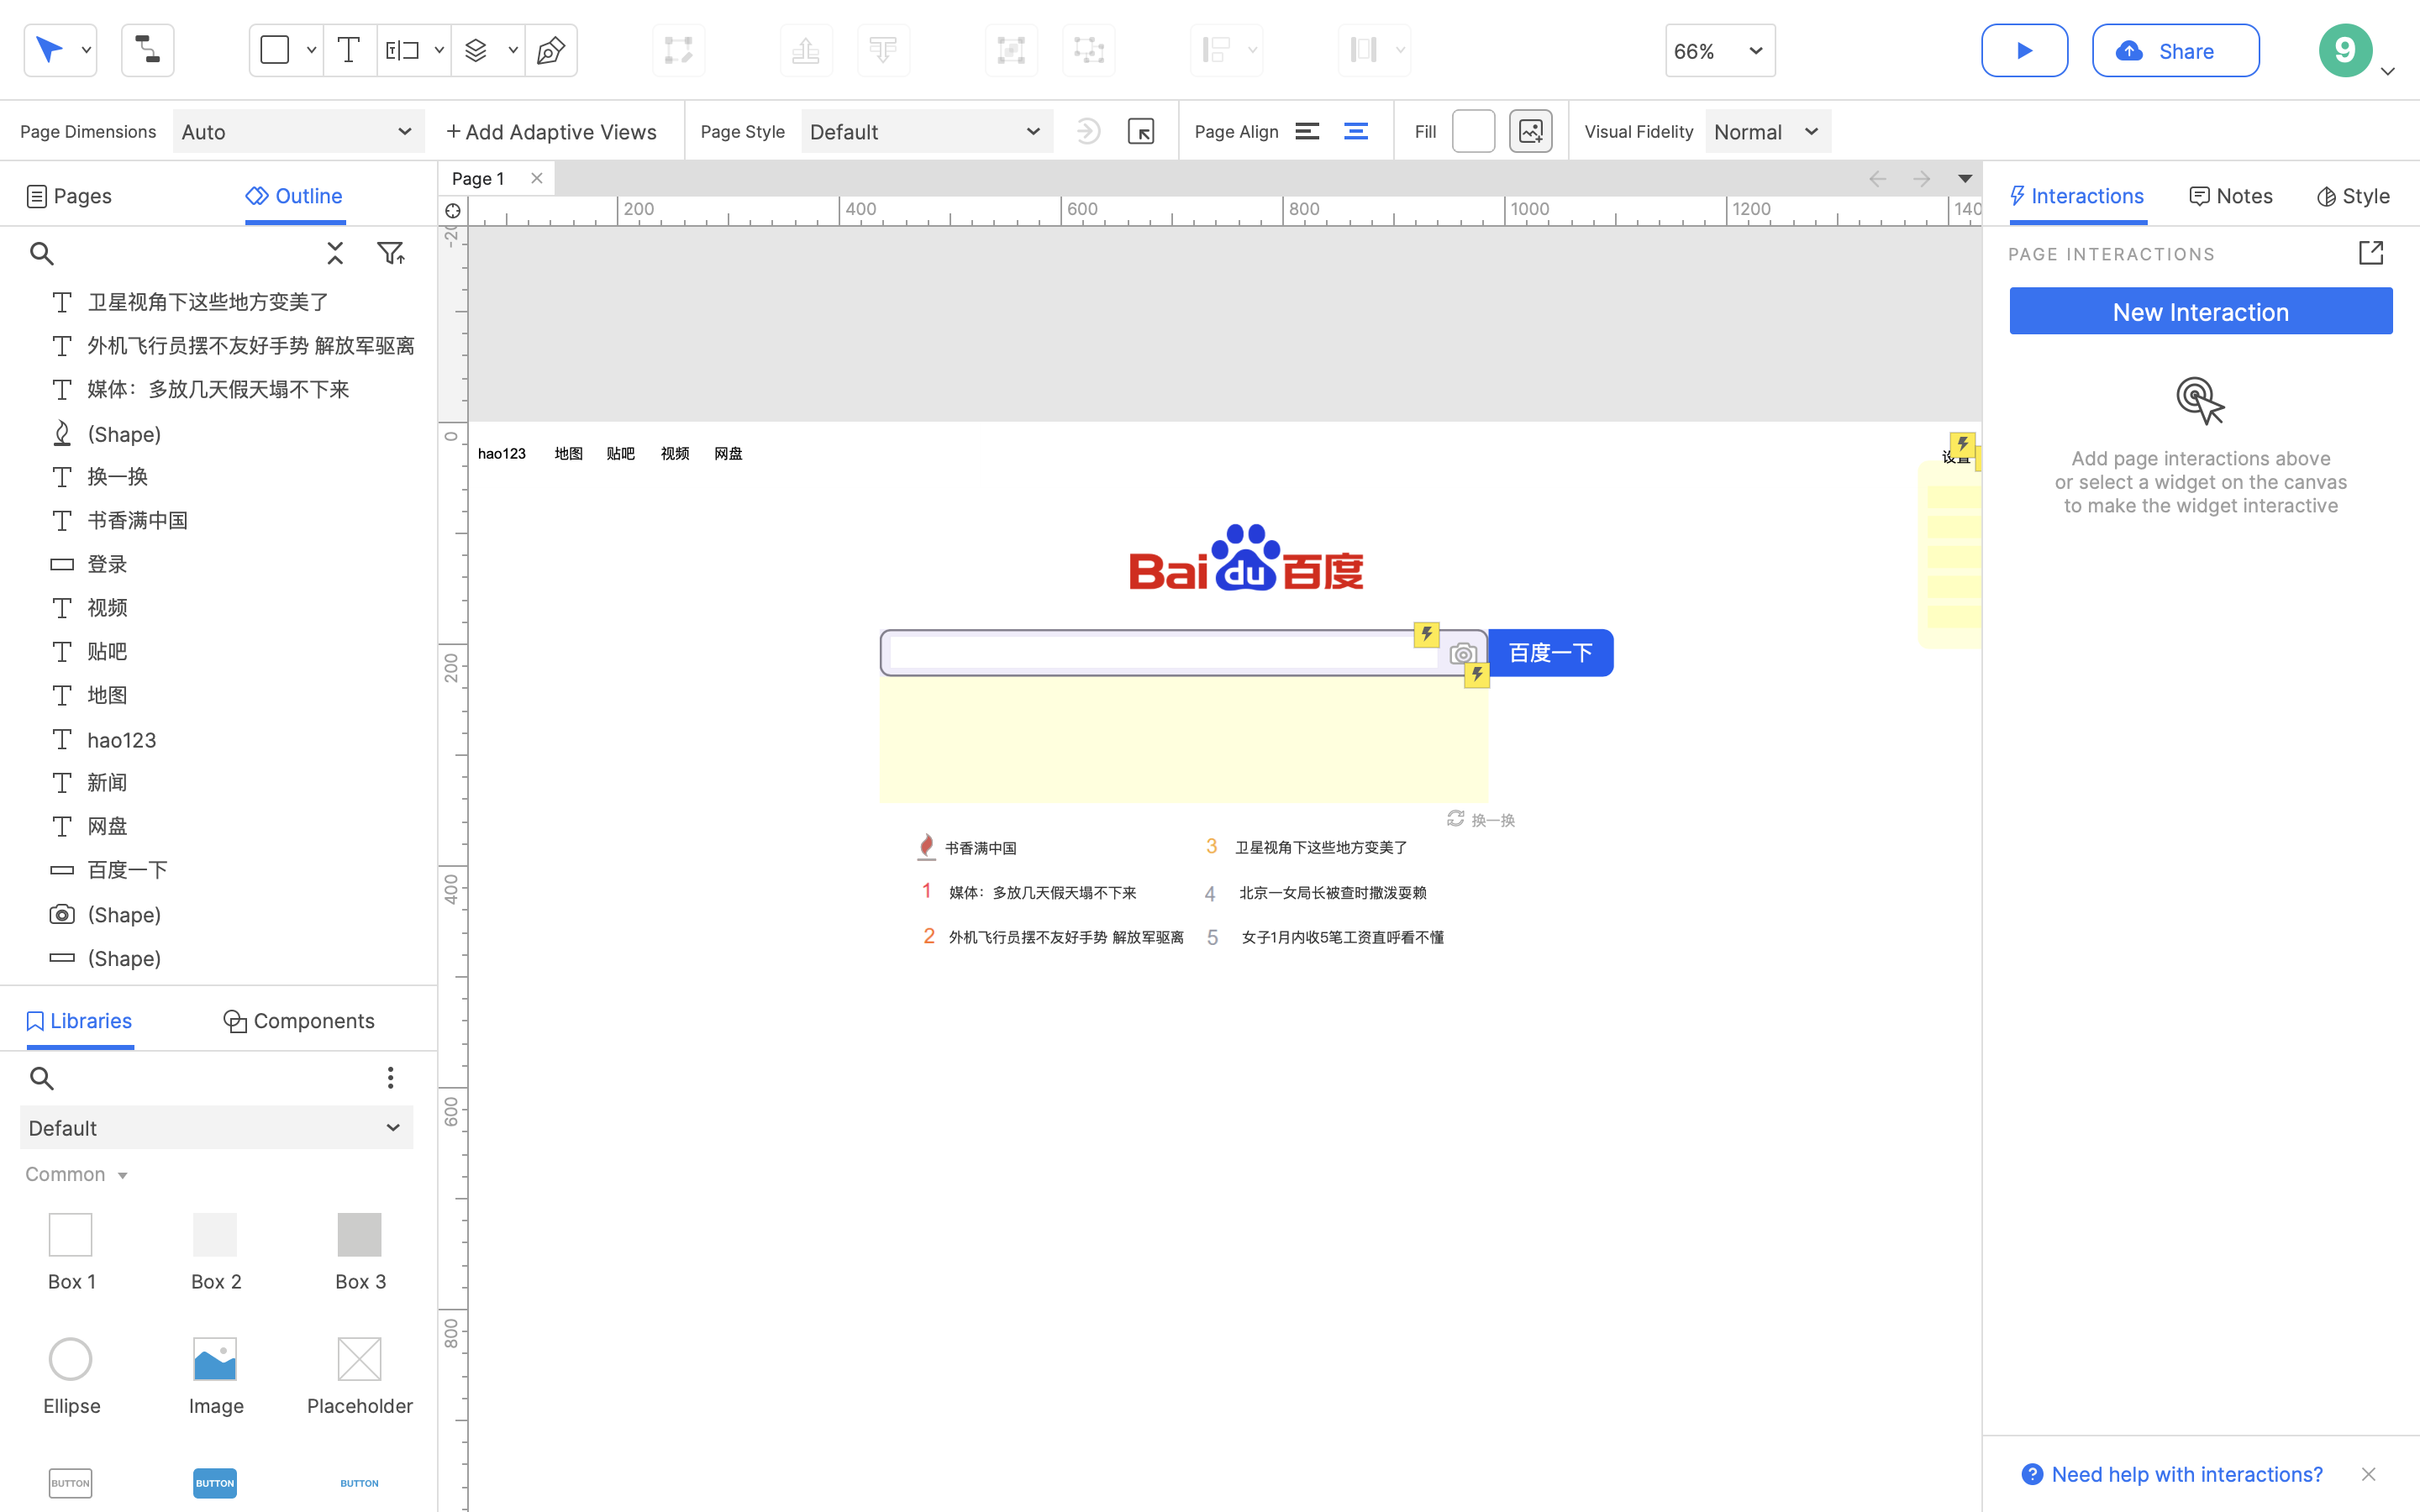 66%
Share
9
Page Dimensions
Auto
+ Add Adaptive Views
Page Style
Default
Page Align
Fill
Visual Fidelity
Normal
Pages
Outline
卫星视角下这些地方变美了
外机飞行员摆不友好手势 解放军驱离
媒体：多放几天假天塌不下来
(Shape)
换一换
书香满中国
登录
视频
贴吧
地图
hao123
新闻
网盘
百度一下
(Shape)
(Shape)
Libraries
Components
Default
Common
Box 1
Box 2
Box 3
Ellipse
Image
Placeholder
BUTTON
BUTTON
BUTTON
Page 1
200
400
600
800
1000
1200
140
-20
0
200
400
600
800
hao123
地图
贴吧
视频
网盘
设置
Bai du 百度
百度一下
换一换
书香满中国
3 卫星视角下这些地方变美了
1 媒体：多放几天假天塌不下来
4 北京一女局长被查时撒泼耍赖
2 外机飞行员摆不友好手势 解放军驱离
5 女子1月内收5笔工资直呼看不懂
Interactions
Notes
Style
PAGE INTERACTIONS
New Interaction
Add page interactions above
or select a widget on the canvas
to make the widget interactive
Need help with interactions?